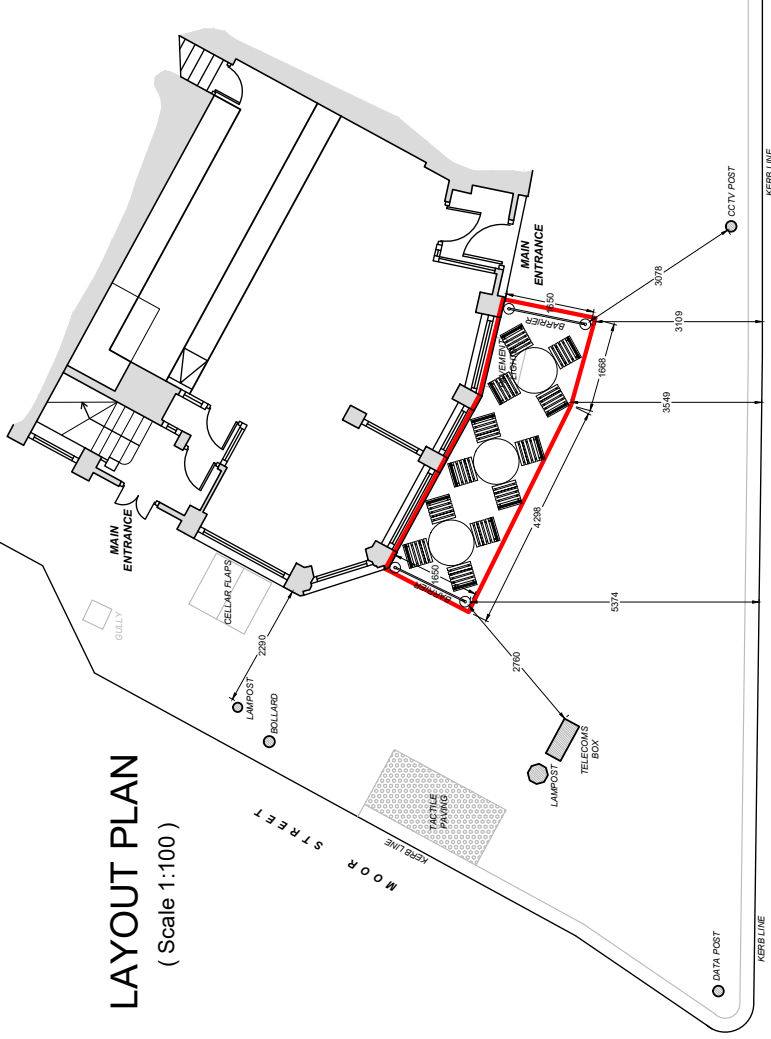 LAYOUT PLAN
( Scale 1:100 )
MAIN
ENTRANCE
GULLY
CELLAR FLAPS
2290
LAMPOST
BOLLARD
MOOR STREET
KERB LINE
TACTILE
PAVING
MAIN
ENTRANCE
1650
BARRIER
1650
BARRIER
1668
4298
3078
CCTV POST
3109
3549
5374
2760
LAMPOST
TELECOMS
BOX
DATA POST
KERB LINE
KERB LINE